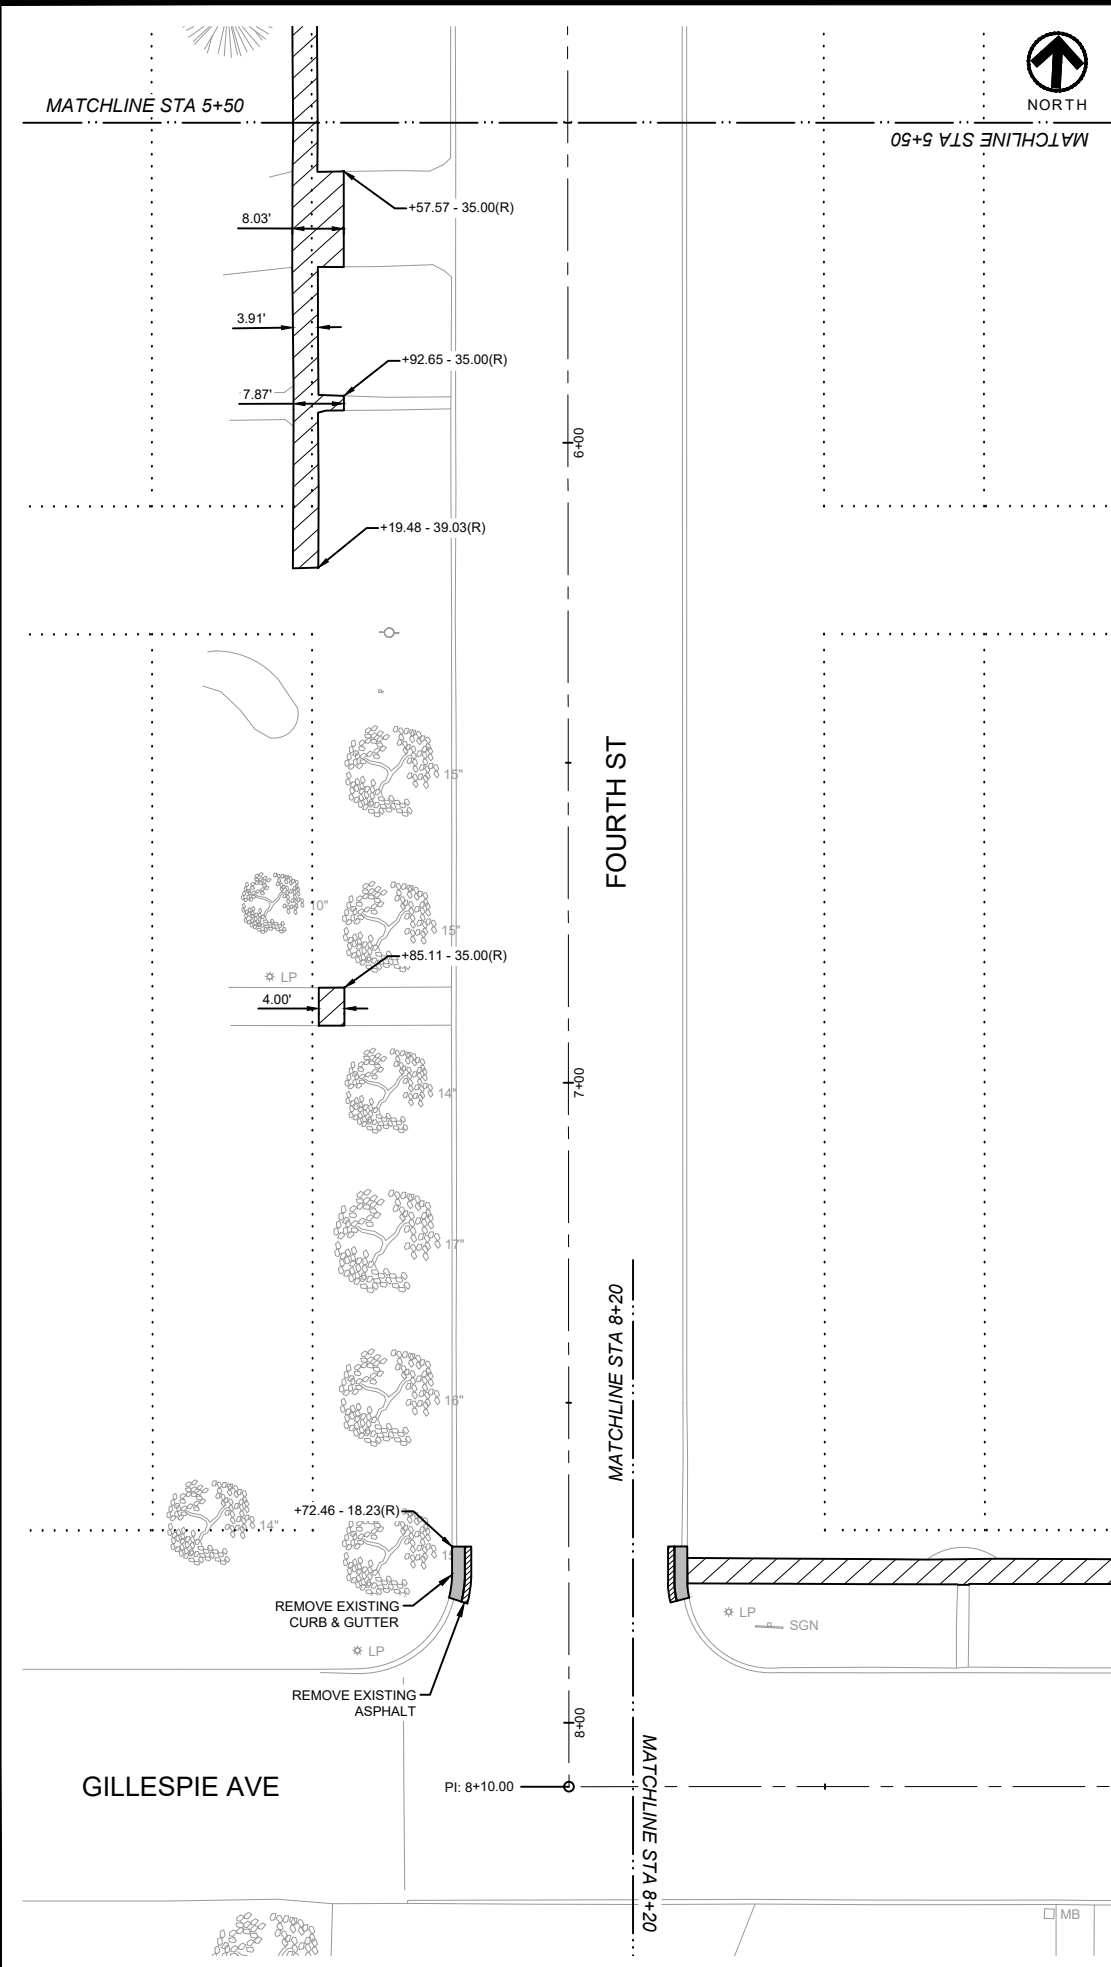 MATCHLINE STA 5+50
NORTH
MATCHLINE STA 5+50
+57.57 - 35.00(R)
8.03'
3.91'
+92.65 - 35.00(R)
7.87'
6+00
+19.48 - 39.03(R)
FOURTH ST
15"
10"
15"
+85.11 - 35.00(R)
LP
4.00'
7+00
14"
17"
MATCHLINE STA 8+20
16"
+72.46 - 18.23(R)
14"
REMOVE EXISTING
CURB & GUTTER
LP
LP
SGN
REMOVE EXISTING
ASPHALT
8+00
MATCHLINE STA 8+20
GILLESPIE AVE
PI: 8+10.00
MB